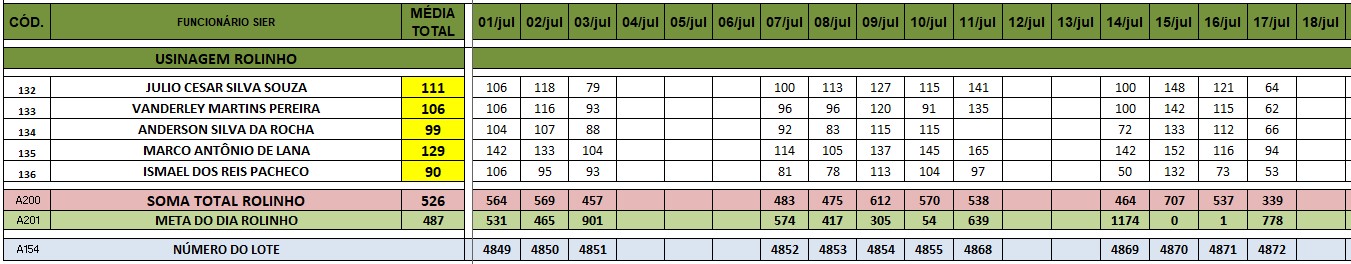 CÓD. FUNCIONÁRIO SIER MÉDIA TOTAL 01/jul 02/jul 03/jul 04/jul 05/jul 06/jul 07/jul 08/jul 09/jul 10/jul 11/jul 12/jul 13/jul 14/jul 15/jul 16/jul 17/jul 18/jul
USINAGEM ROLINHO
132 JULIO CESAR SILVA SOUZA 111 106 118 79 100 113 127 115 141 100 148 121 64
133 VANDERLEY MARTINS PEREIRA 106 106 116 93 96 96 120 91 135 100 142 115 62
134 ANDERSON SILVA DA ROCHA 99 104 107 88 92 83 115 115 72 133 112 66
135 MARCO ANTÔNIO DE LANA 129 142 133 104 114 105 137 145 165 142 152 116 94
136 ISMAEL DOS REIS PACHECO 90 106 95 93 81 78 113 104 97 50 132 73 53
A200 SOMA TOTAL ROLINHO 526 564 569 457 483 475 612 570 538 464 707 537 339
A201 META DO DIA ROLINHO 487 531 465 901 574 417 305 54 639 1174 0 1 778
A154 NÚMERO DO LOTE 4849 4850 4851 4852 4853 4854 4855 4868 4869 4870 4871 4872